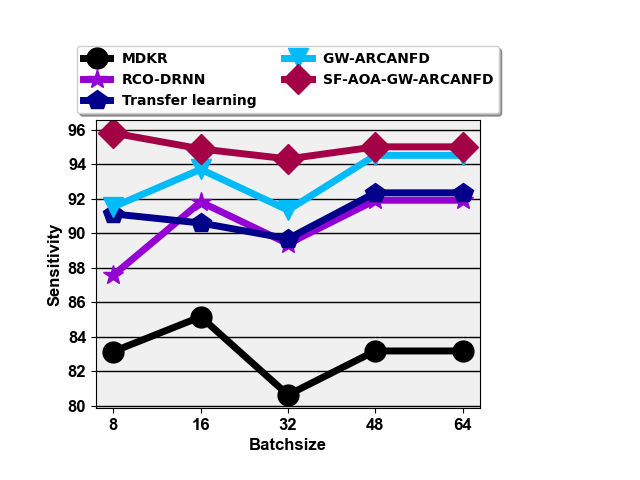 MDKR
RCO-DRNN
Transfer learning
GW-ARCANFD
SF-AOA-GW-ARCANFD
96
94
92
90
88
86
84
82
80
Sensitivity
8 16 32 48 64
Batchsize